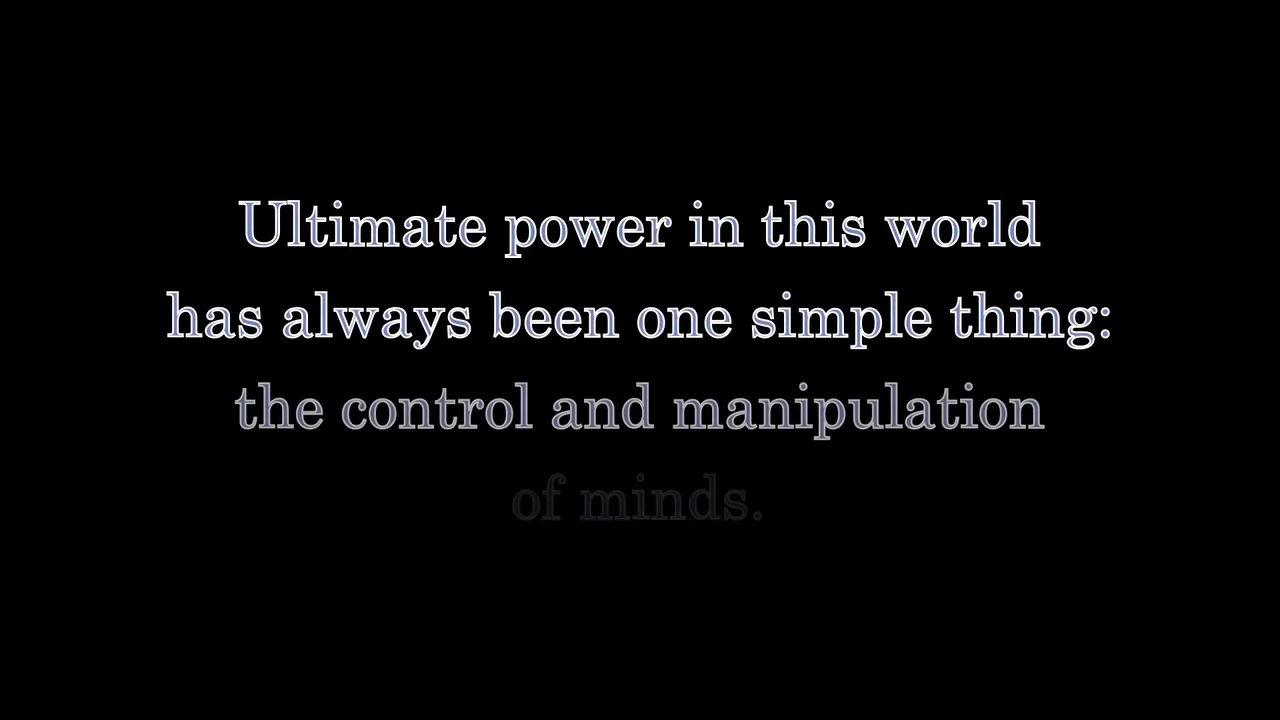 Ultimate power in this world
has always been one simple thing:
the control and manipulation
of minds.